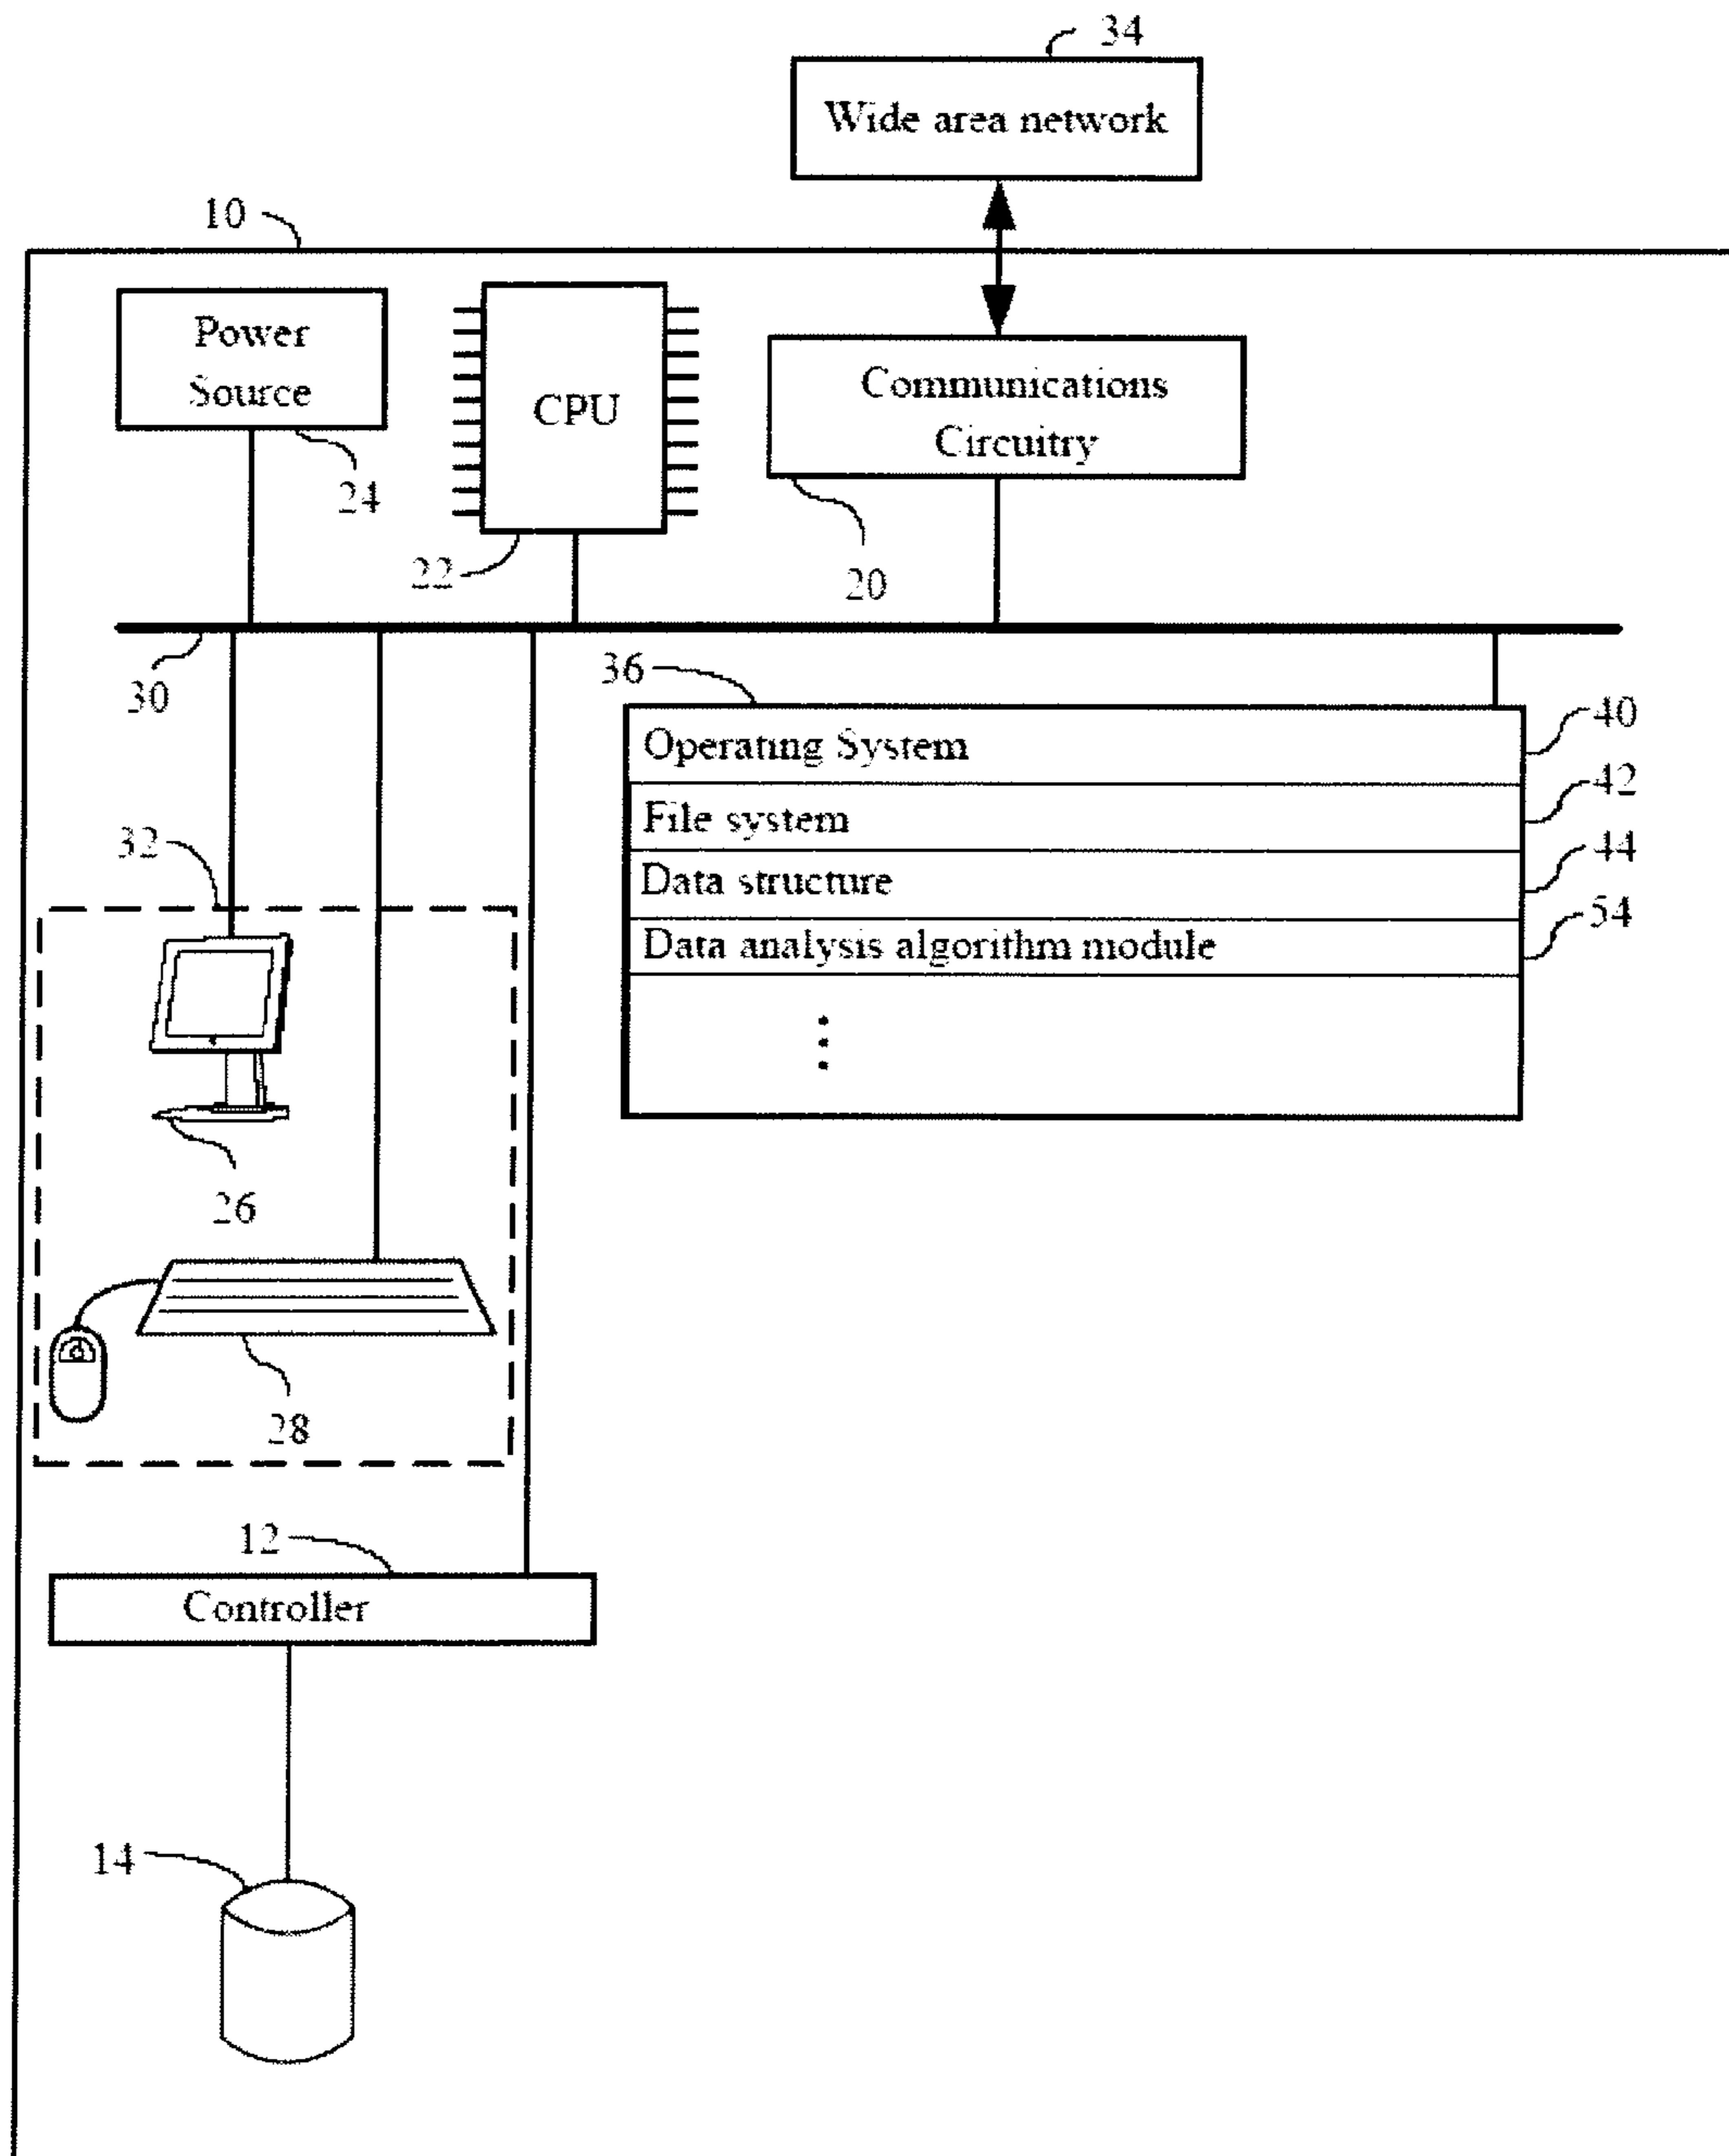 34
Wide area network
10
Power
Source
24
CPU
22
Communications
Circuitry
20
30
36
Operating System
40
File system
42
Data structure
44
Data analysis algorithm module
54
32
26
28
12
Controller
14